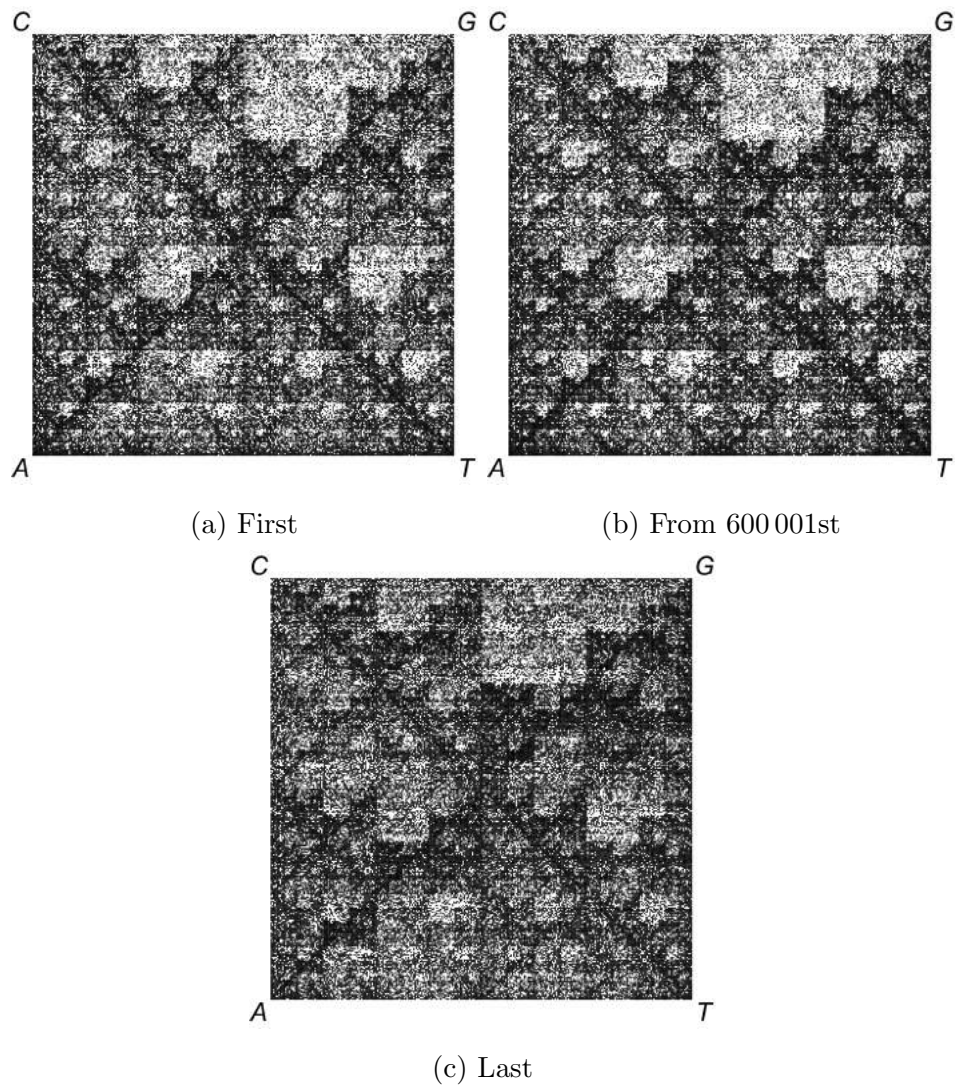 C G C G
A T A T
(a) First (b) From 600 001st
C G
A T
(c) Last